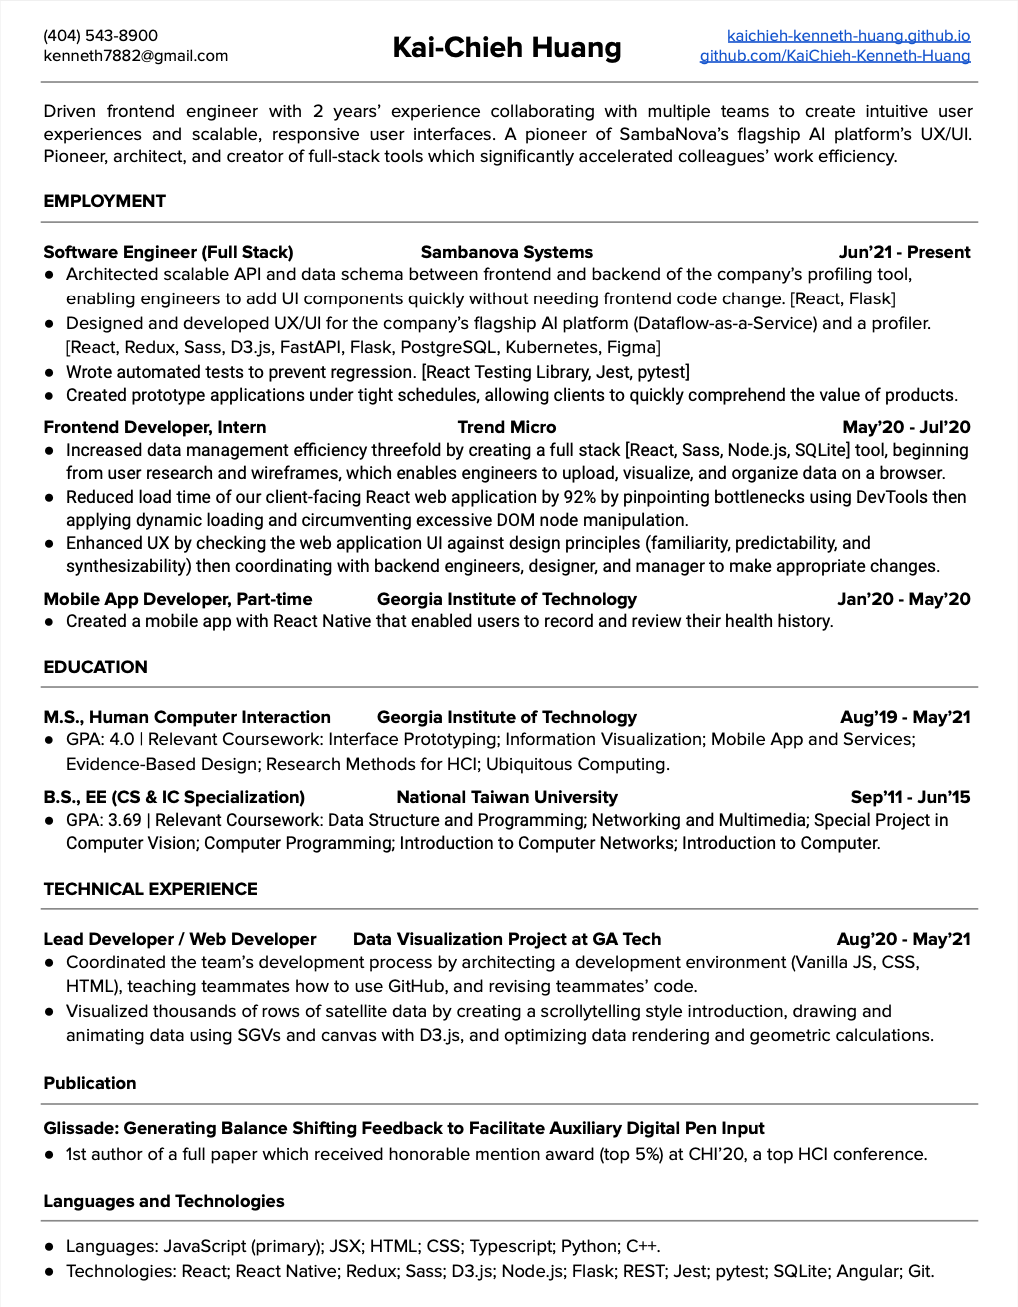 (404) 543-8900
kenneth7882@gmail.com
Kai-Chieh Huang
kaichieh-kenneth-huang.github.io
github.com/KaiChieh-Kenneth-Huang
Driven frontend engineer with 2 years’ experience collaborating with multiple teams to create intuitive user
experiences and scalable, responsive user interfaces. A pioneer of SambaNova’s flagship AI platform’s UX/UI.
Pioneer, architect, and creator of full-stack tools which significantly accelerated colleagues’ work efficiency.
EMPLOYMENT
Software Engineer (Full Stack) Sambanova Systems Jun’21 - Present
● Architected scalable API and data schema between frontend and backend of the company’s profiling tool,
enabling engineers to add UI components quickly without needing frontend code change. [React, Flask]
● Designed and developed UX/UI for the company’s flagship AI platform (Dataflow-as-a-Service) and a profiler.
[React, Redux, Sass, D3.js, FastAPI, Flask, PostgreSQL, Kubernetes, Figma]
● Wrote automated tests to prevent regression. [React Testing Library, Jest, pytest]
● Created prototype applications under tight schedules, allowing clients to quickly comprehend the value of products.
Frontend Developer, Intern Trend Micro May’20 - Jul’20
● Increased data management efficiency threefold by creating a full stack [React, Sass, Node.js, SQLite] tool, beginning
from user research and wireframes, which enables engineers to upload, visualize, and organize data on a browser.
● Reduced load time of our client-facing React web application by 92% by pinpointing bottlenecks using DevTools then
applying dynamic loading and circumventing excessive DOM node manipulation.
● Enhanced UX by checking the web application UI against design principles (familiarity, predictability, and
synthesizability) then coordinating with backend engineers, designer, and manager to make appropriate changes.
Mobile App Developer, Part-time Georgia Institute of Technology Jan’20 - May’20
● Created a mobile app with React Native that enabled users to record and review their health history.
EDUCATION
M.S., Human Computer Interaction Georgia Institute of Technology Aug’19 - May’21
● GPA: 4.0 | Relevant Coursework: Interface Prototyping; Information Visualization; Mobile App and Services;
Evidence-Based Design; Research Methods for HCI; Ubiquitous Computing.
B.S., EE (CS & IC Specialization) National Taiwan University Sep’11 - Jun’15
● GPA: 3.69 | Relevant Coursework: Data Structure and Programming; Networking and Multimedia; Special Project in
Computer Vision; Computer Programming; Introduction to Computer Networks; Introduction to Computer.
TECHNICAL EXPERIENCE
Lead Developer / Web Developer Data Visualization Project at GA Tech Aug’20 - May’21
● Coordinated the team’s development process by architecting a development environment (Vanilla JS, CSS,
HTML), teaching teammates how to use GitHub, and revising teammates’ code.
● Visualized thousands of rows of satellite data by creating a scrollytelling style introduction, drawing and
animating data using SGVs and canvas with D3.js, and optimizing data rendering and geometric calculations.
Publication
Glissade: Generating Balance Shifting Feedback to Facilitate Auxiliary Digital Pen Input
● 1st author of a full paper which received honorable mention award (top 5%) at CHI’20, a top HCI conference.
Languages and Technologies
● Languages: JavaScript (primary); JSX; HTML; CSS; Typescript; Python; C++.
● Technologies: React; React Native; Redux; Sass; D3.js; Node.js; Flask; REST; Jest; pytest; SQLite; Angular; Git.